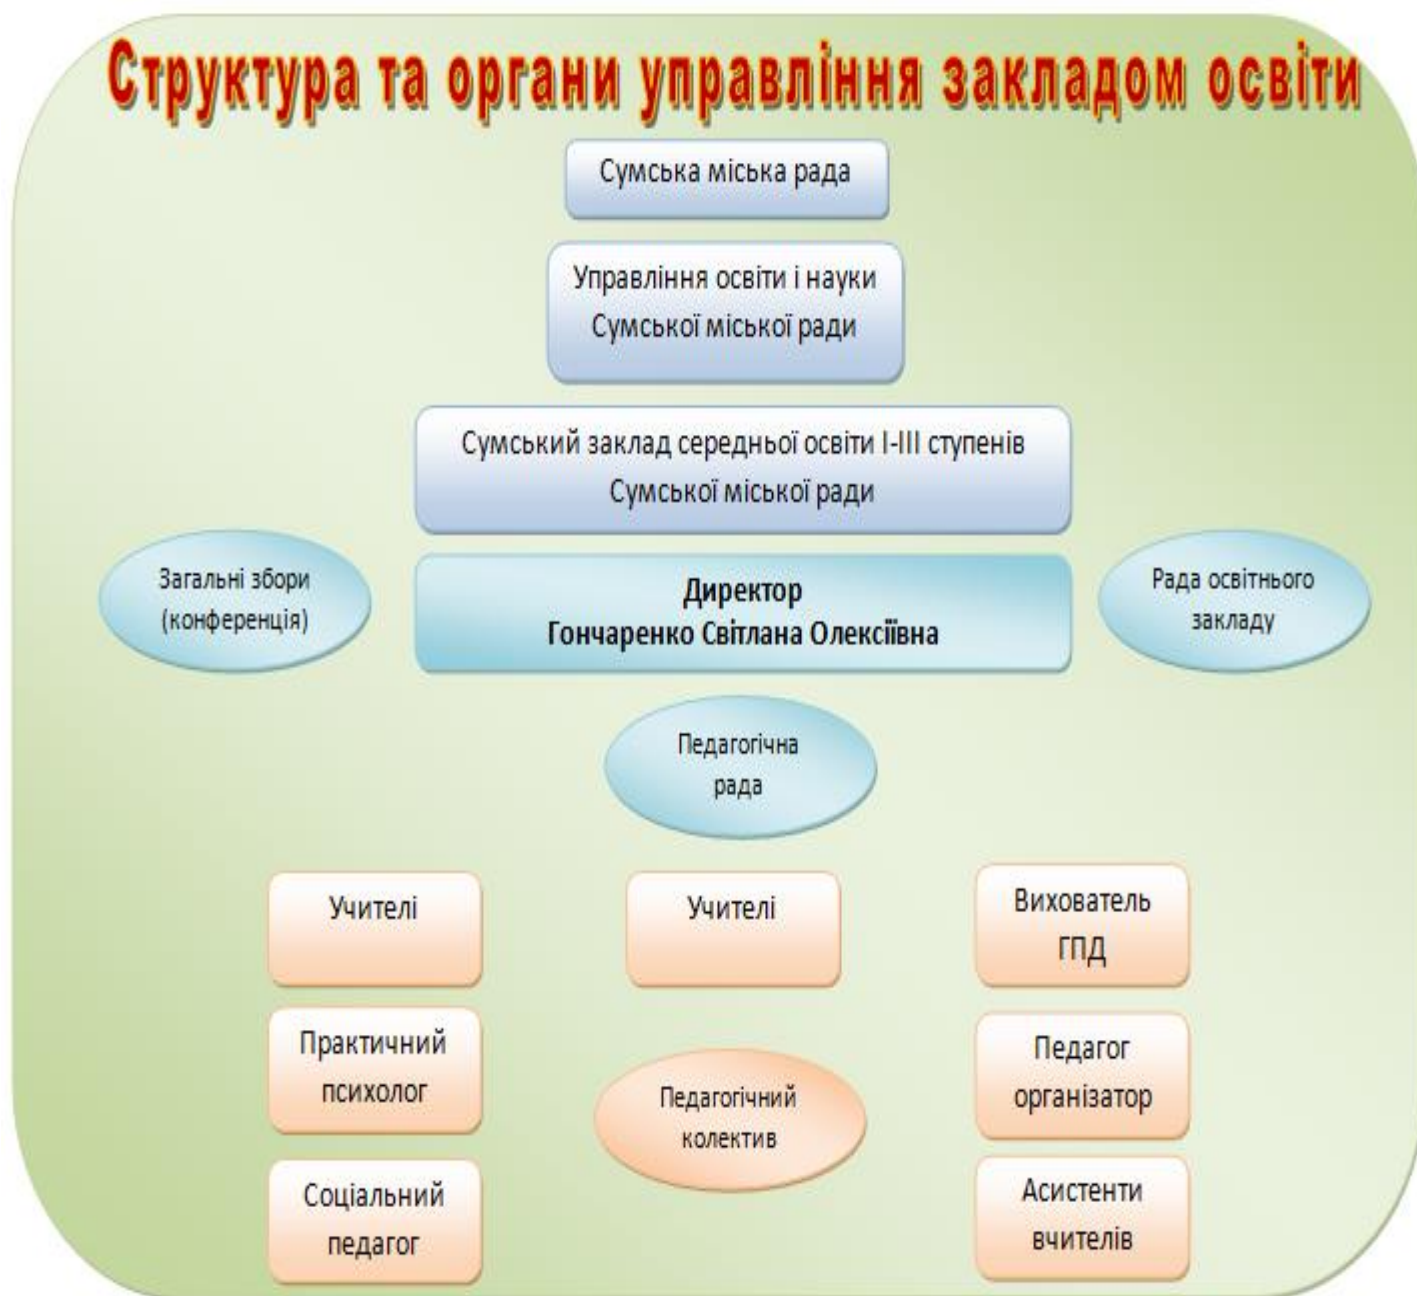 Структура та органи управління закладом освіти
Сумська міська рада
Управління освіти і науки
Сумської міської ради
Сумський заклад середньої освіти І-ІІІ ступенів
Сумської міської ради
Загальні збори
(конференція)
Директор
Гончаренко Світлана Олексіївна
Рада освітнього
закладу
Педагогічна
рада
Учителі
Учителі
Вихователь
ГПД
Практичний
психолог
Педагогічний
колектив
Педагог
організатор
Соціальний
педагог
Асистенти
вчителів